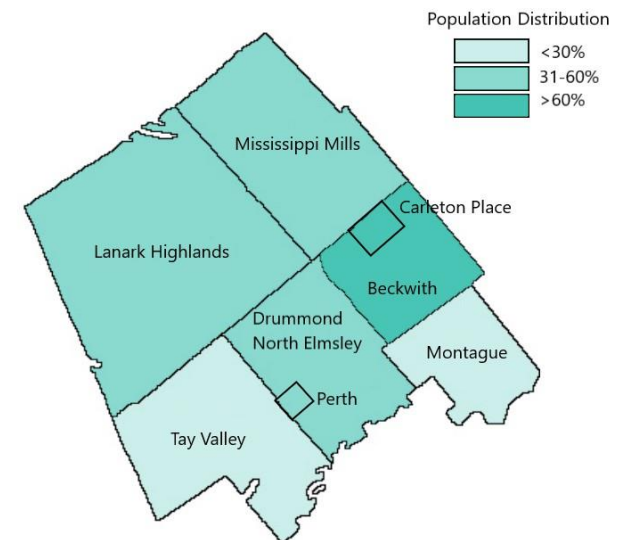 Population Distribution
<30%
31-60%
>60%
Mississippi Mills
Carleton Place
Lanark Highlands
Beckwith
Drummond
North Elmsley
Montague
Perth
Tay Valley